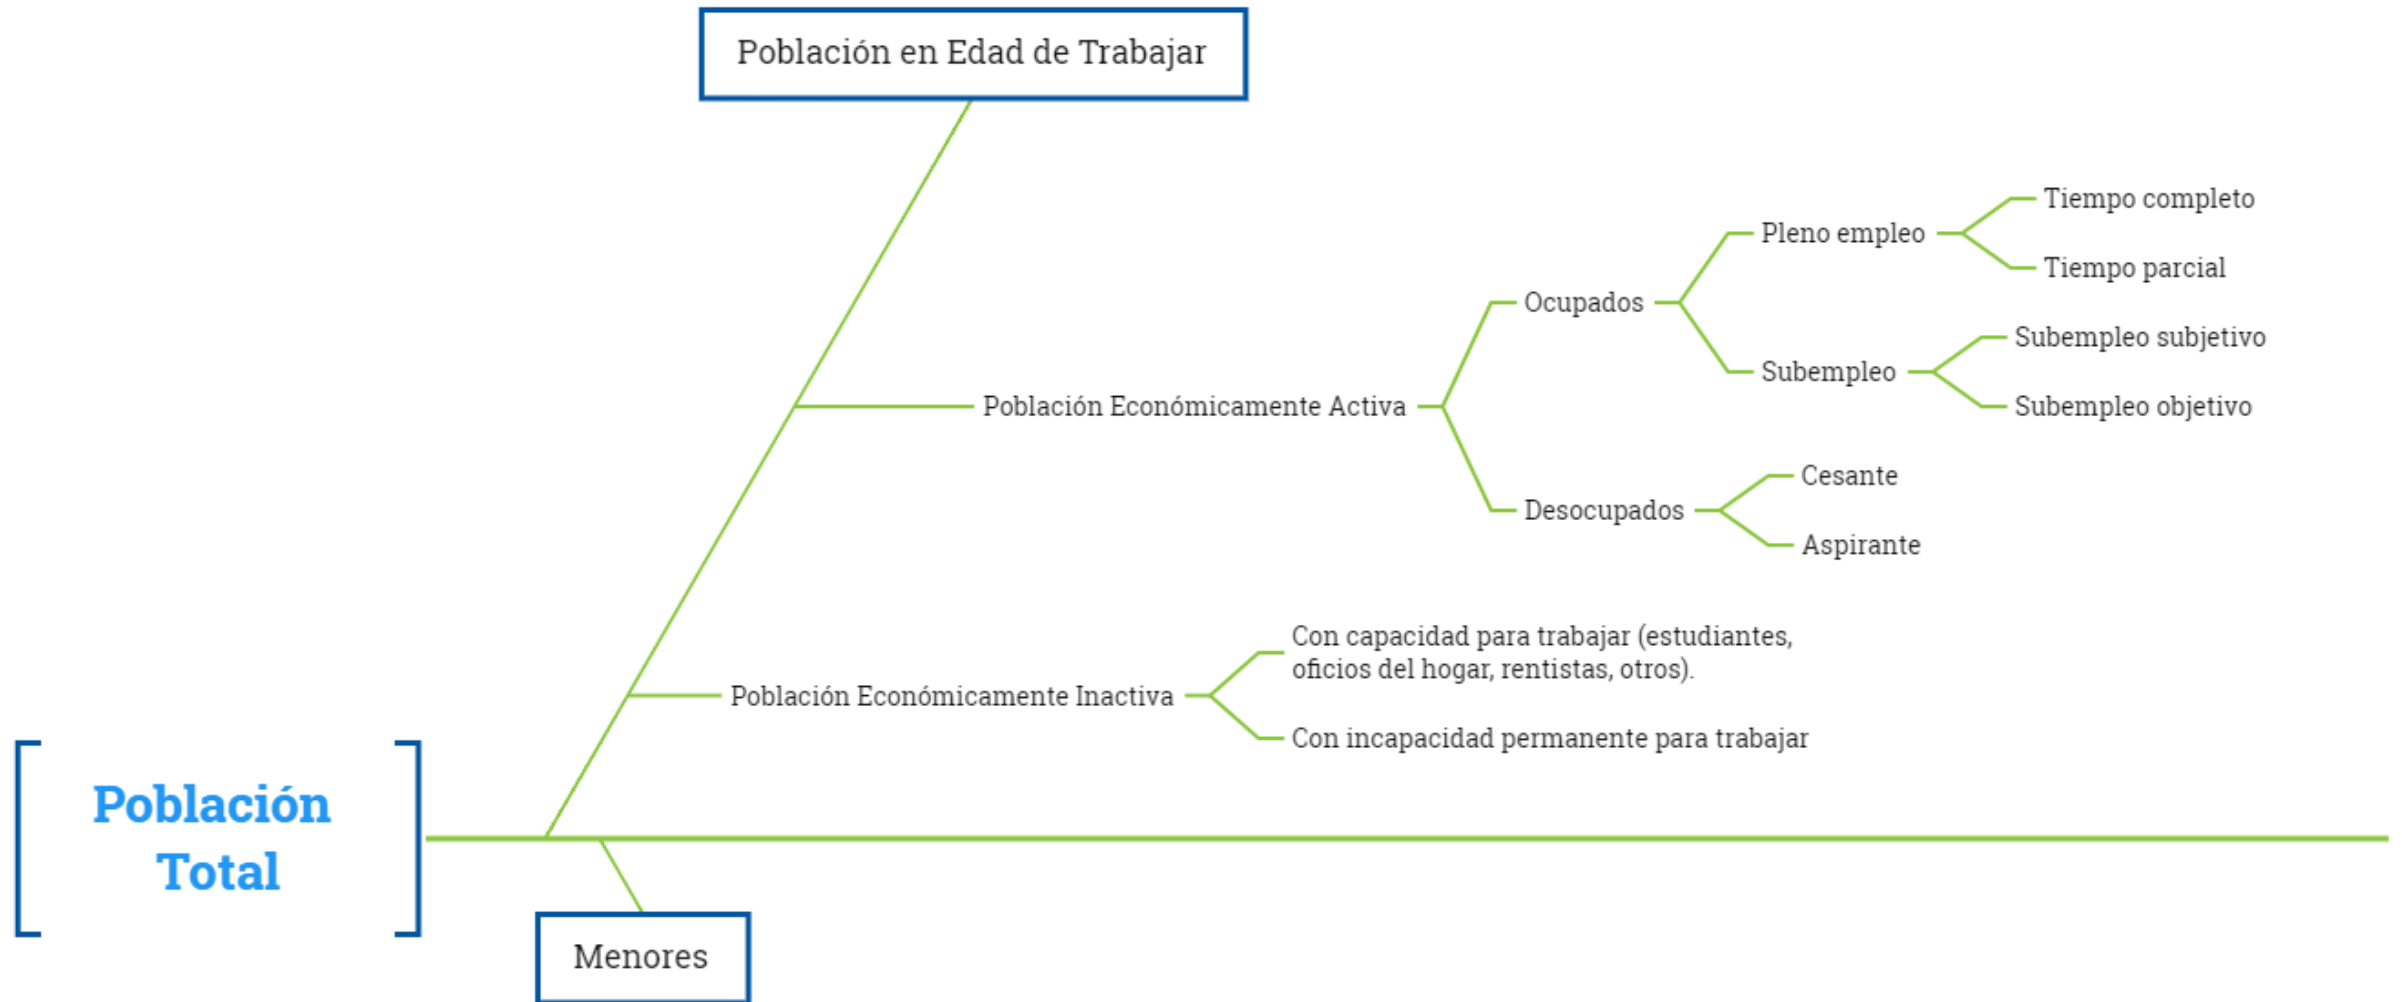 Población en Edad de Trabajar
Tiempo completo
Pleno empleo
Tiempo parcial
Ocupados
Subempleo subjetivo
Subempleo
Subempleo objetivo
Población Económicamente Activa
Cesante
Desocupados
Aspirante
Con capacidad para trabajar (estudiantes,
oficios del hogar, rentistas, otros).
Población Económicamente Inactiva
Con incapacidad permanente para trabajar
Población
Total
Menores